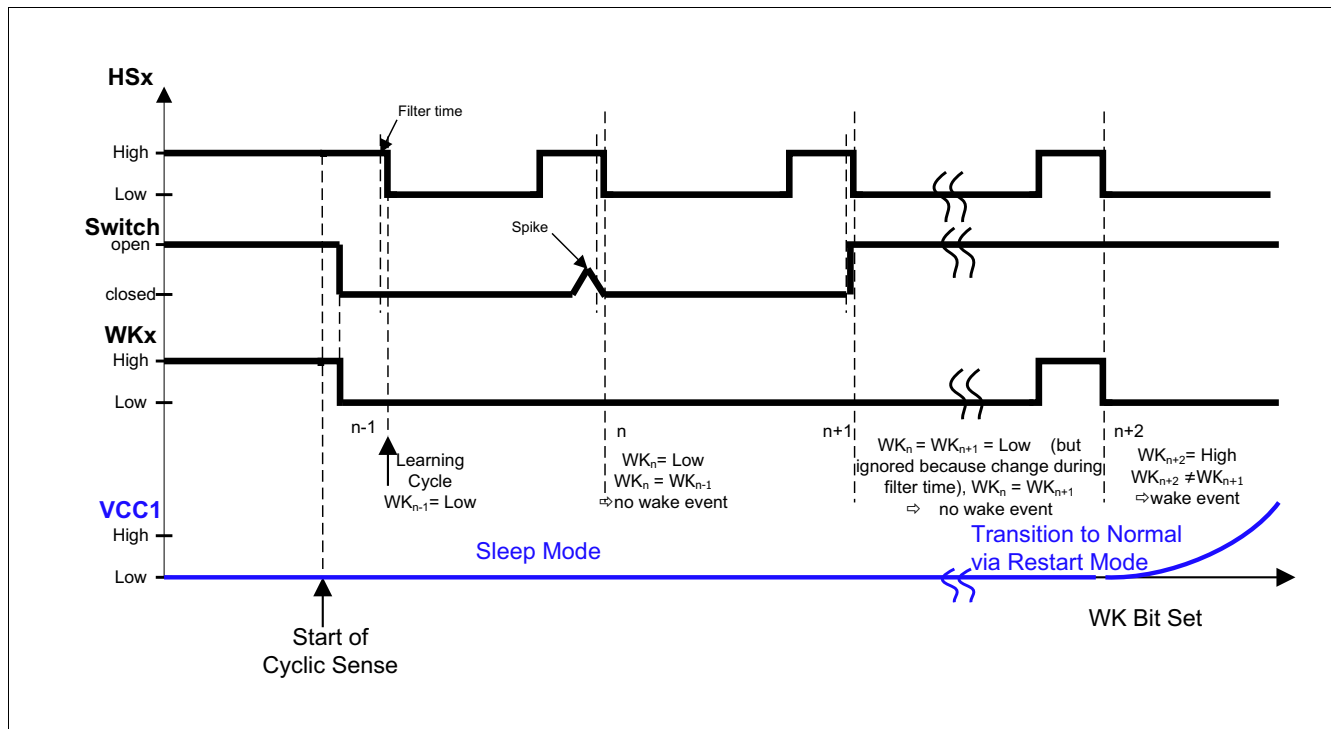 HSx
Filter time
High
Low
Switch
open
Spike
closed
WKx
High
Low
n-1
n
n+1
n+2
Learning
Cycle
WKn-1= Low
WKn= Low
WKn = WKn-1
⇨no wake event
WKn = WKn+1 = Low (but
ignored because change during
filter time), WKn = WKn+1
⇨ no wake event
WKn+2= High
WKn+2 ≠WKn+1
⇨wake event
VCC1
High
Low
Sleep Mode
Transition to Normal
via Restart Mode
Start of
Cyclic Sense
WK Bit Set